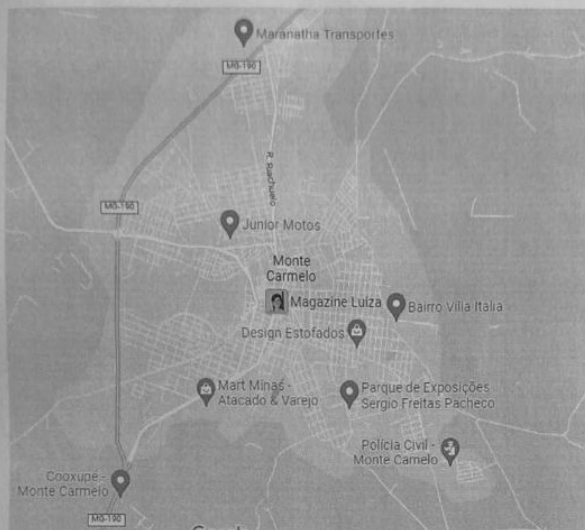 Maranatha Transportes
MG-190
R. Riachuelo
MG-190
Junior Motos
Monte
Carmelo
Magazine Luiza
Bairro Villa Italia
Design Estofados
Mart Minas -
Atacado & Varejo
Parque de Exposições
Sergio Freitas Pacheco
Polícia Civil -
Monte Carmelo
Cooxupé -
Monte Carmelo
MG-190